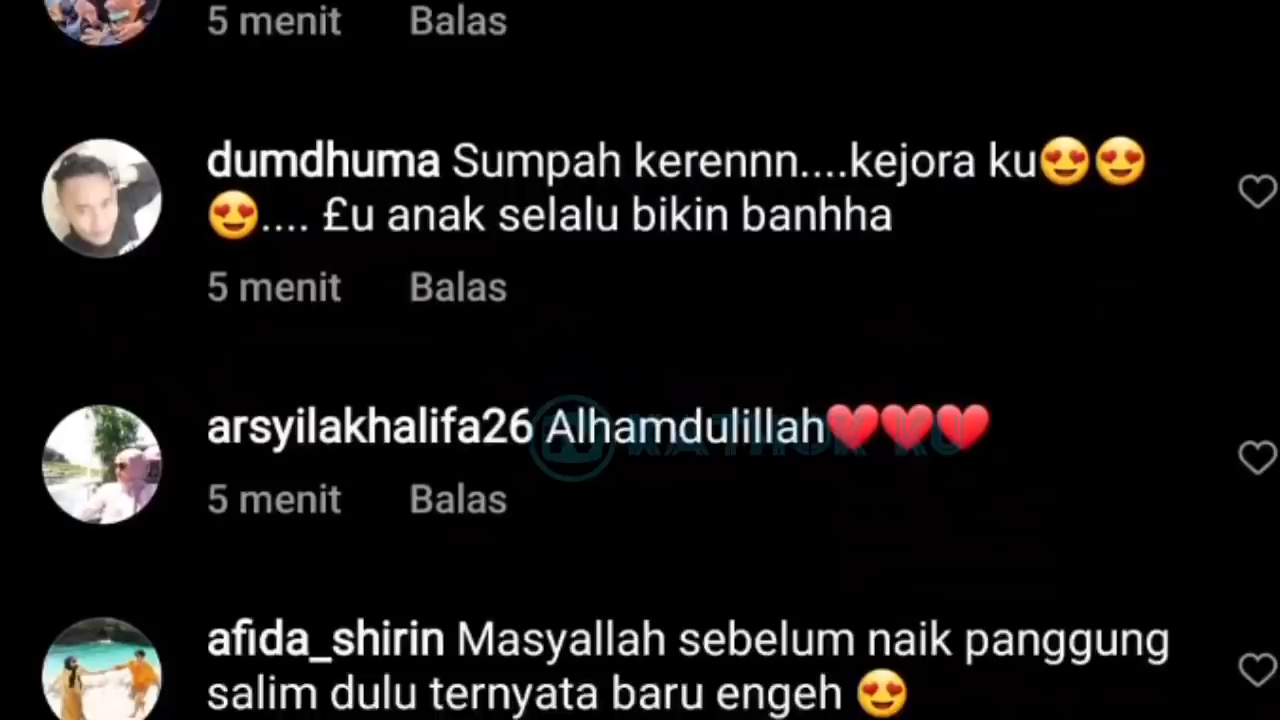 5 menit Balas
dumdhuma Sumpah kerennn....kejora ku😍😍
😍.... £u anak selalu bikin banhha
5 menit Balas
arsyilakhalifa26 Alhamdulillah❤️❤️❤️
5 menit Balas
afida_shirin Masyallah sebelum naik panggung
salim dulu ternyata baru engeh 😍